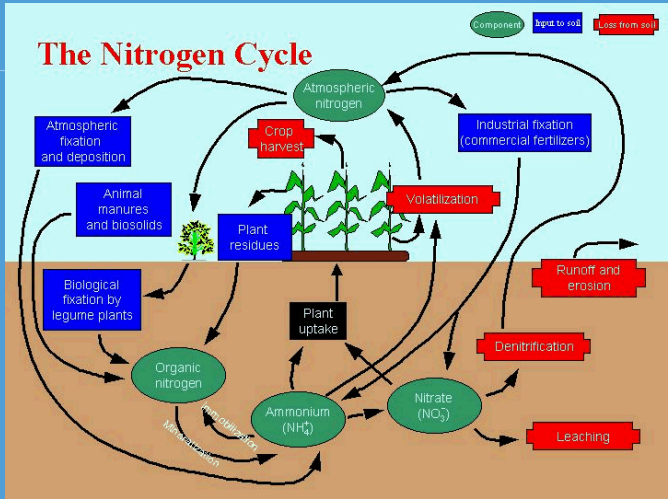 Component
Input to soil
Loss from soil
The Nitrogen Cycle
Atmospheric
nitrogen
Atmospheric
fixation
and deposition
Crop
harvest
Industrial fixation
(commercial fertilizers)
Animal
manures
and biosolids
Plant
residues
Volatilization
Biological
fixation by
legume plants
Runoff and
erosion
Plant
uptake
Denitrification
Organic
nitrogen
Ammonium
(NH₄⁺)
Nitrate
(NO₃⁻)
Immobilization
Mineralization
Leaching